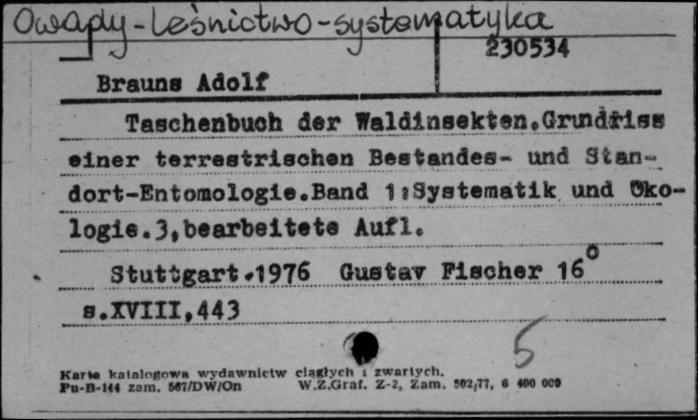 Owady-leśnictwo-systematyka
230534
Brauns Adolf
Taschenbuch der Waldinsekten.Grundriss
einer terrestrischen Bestandes- und Stan-
dort-Entomologie.Band 1:Systematik und Öko-
logie.3,bearbeitete Aufl.
Stuttgart.1976 Gustav Fischer 16°
s.XVIII,443
5
Karta katalogowa wydawnictw ciągłych i zwartych.
Pu-B-144 zam. 567/DW/On W.Z.Graf. Z-2, Zam. 502/77, 6 400 000